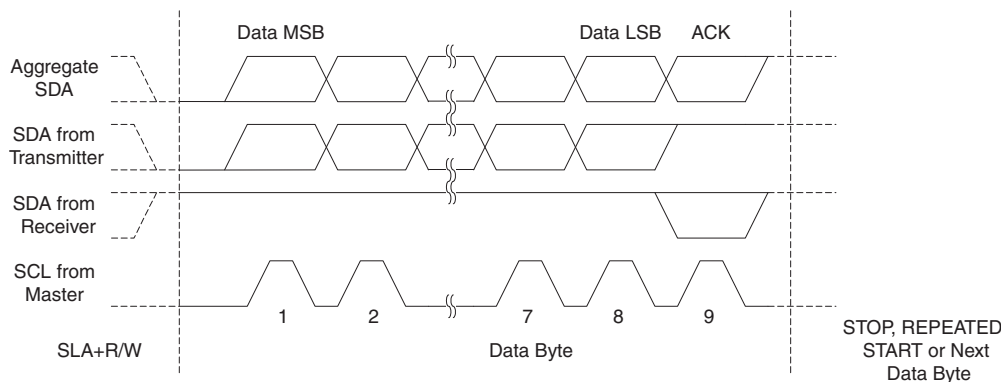 Data MSB
Data LSB
ACK
Aggregate
SDA
SDA from
Transmitter
SDA from
Receiver
SCL from
Master
1
2
7
8
9
SLA+R/W
Data Byte
STOP, REPEATED
START or Next
Data Byte